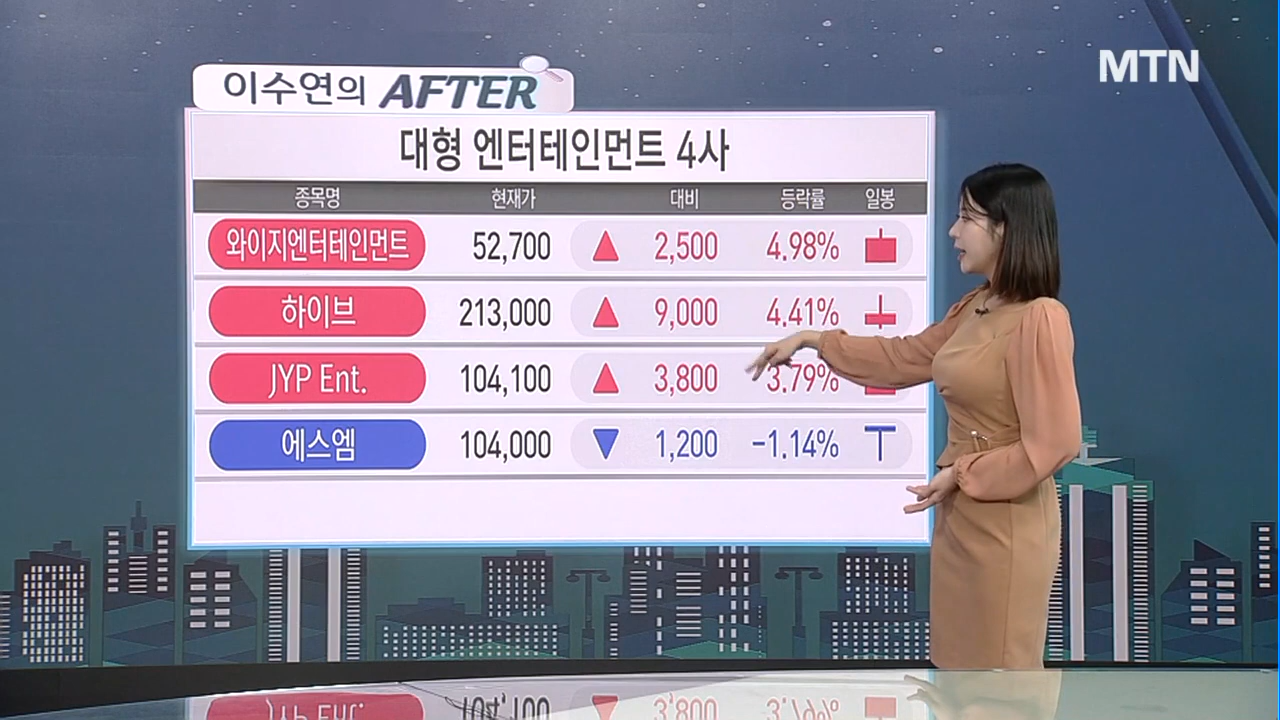 MTN
이수연의 AFTER
대형 엔터테인먼트 4사
종목명 현재가 대비 등락률 일봉
와이지엔터테인먼트 52,700 ▲ 2,500 4.98%
하이브 213,000 ▲ 9,000 4.41%
JYP Ent. 104,100 ▲ 3,800 3.79%
에스엠 104,000 ▼ 1,200 -1.14%